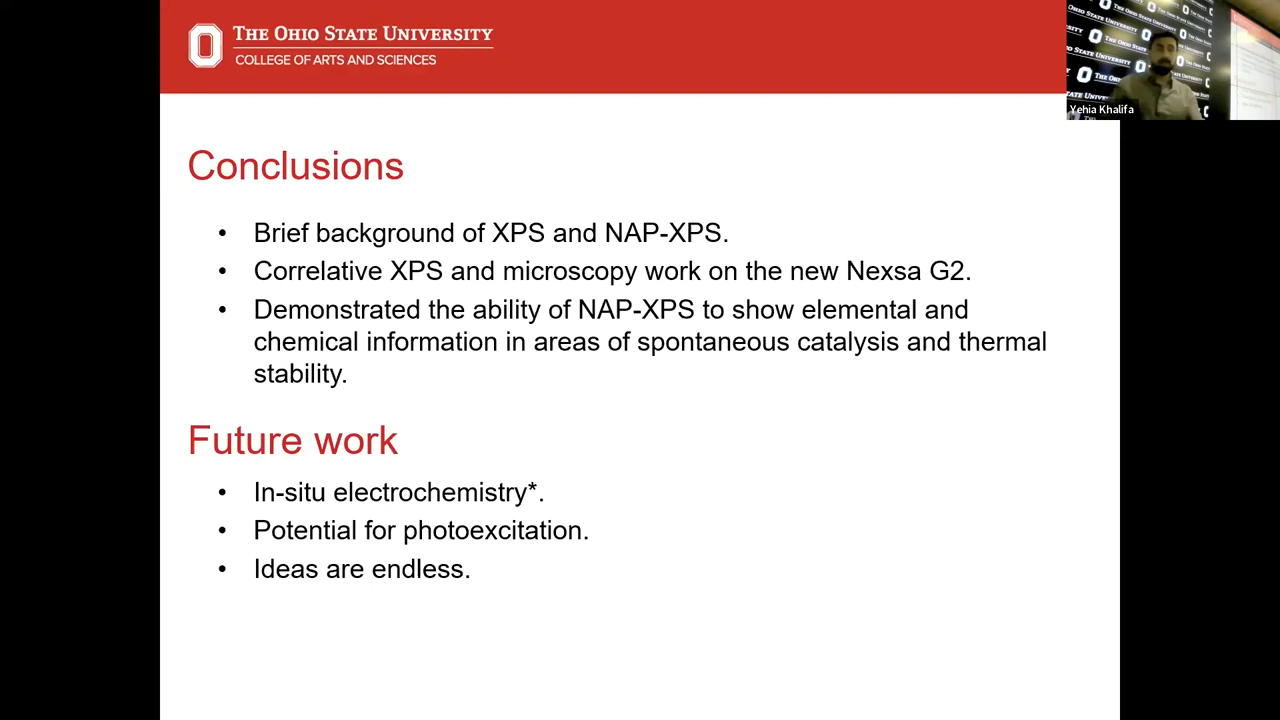 THE OHIO STATE UNIVERSITY
COLLEGE OF ARTS AND SCIENCES
Yehia Khalifa
Conclusions
• Brief background of XPS and NAP-XPS.
• Correlative XPS and microscopy work on the new Nexsa G2.
• Demonstrated the ability of NAP-XPS to show elemental and
chemical information in areas of spontaneous catalysis and thermal
stability.
Future work
• In-situ electrochemistry*.
• Potential for photoexcitation.
• Ideas are endless.